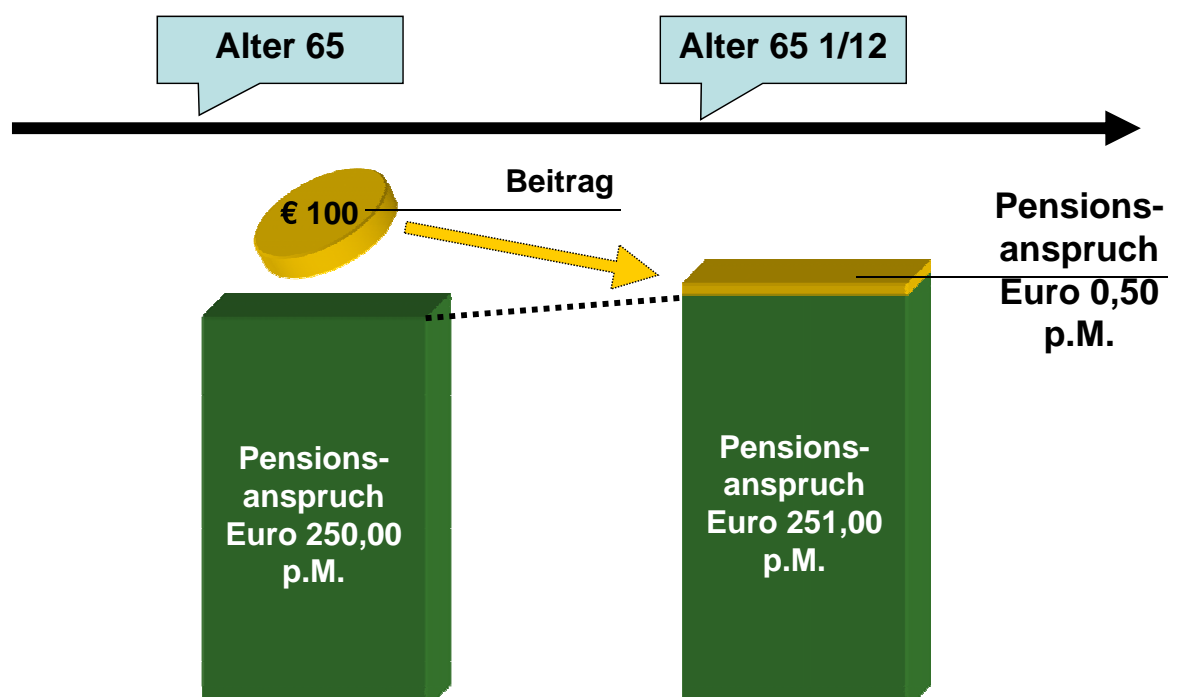 Alter 65
Alter 65 1/12
€ 100
Beitrag
Pensions-
anspruch
Euro 0,50
p.M.
Pensions-
anspruch
Euro 250,00
p.M.
Pensions-
anspruch
Euro 251,00
p.M.